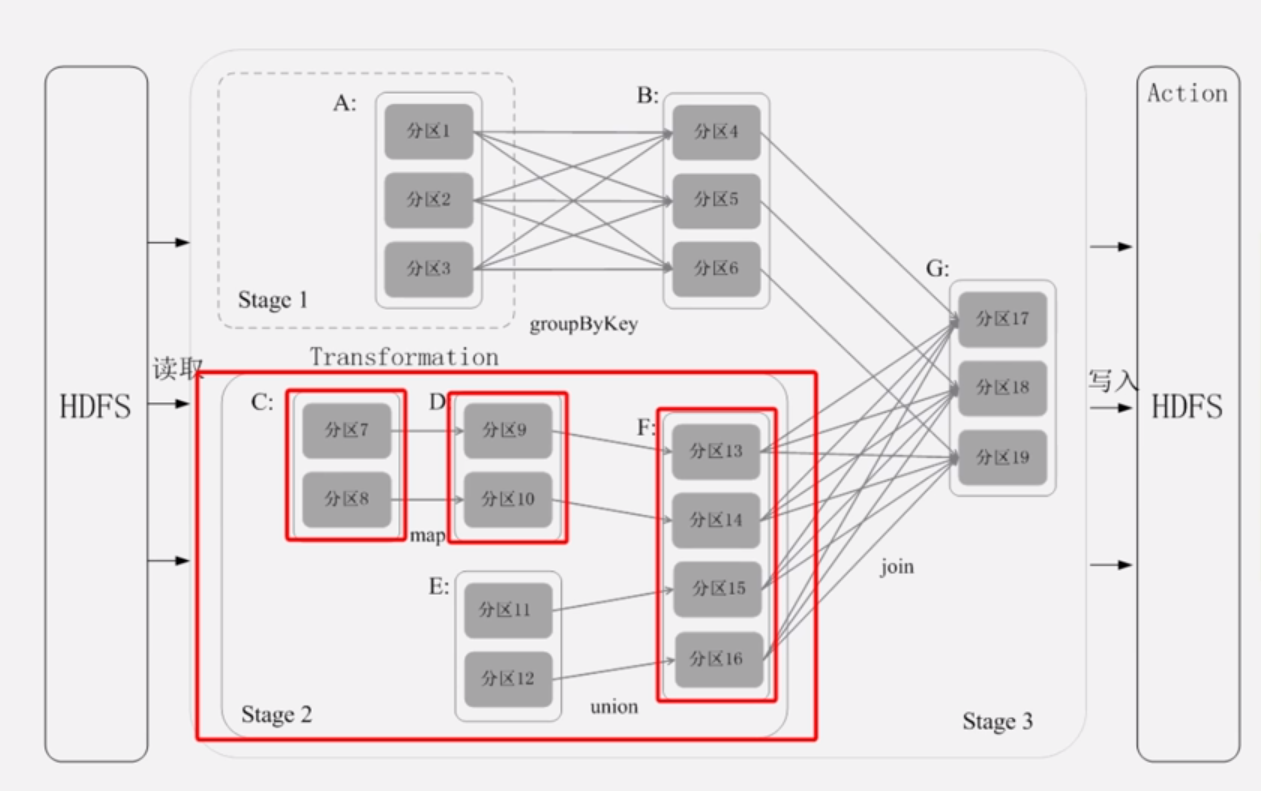 HDFS
读取
A:
分区1
分区2
分区3
Stage 1
B:
分区4
分区5
分区6
groupByKey
Transformation
C:
分区7
分区8
map
D:
分区9
分区10
E:
分区11
分区12
union
F:
分区13
分区14
分区15
分区16
Stage 2
join
G:
分区17
分区18
分区19
Stage 3
写入
Action
HDFS